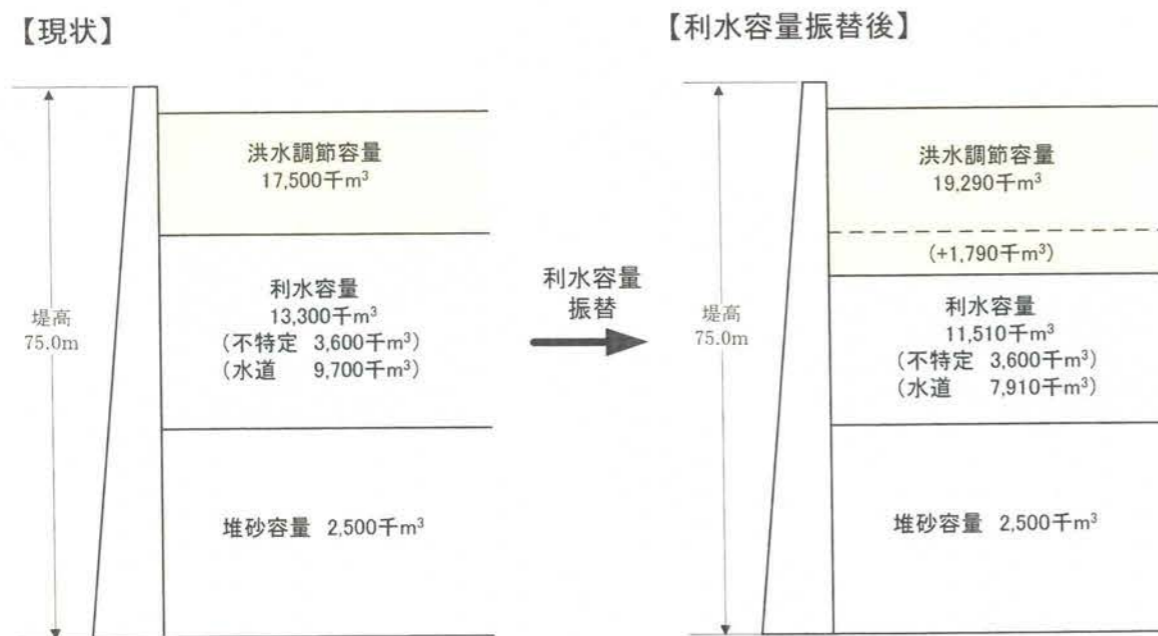 【現状】
堤高
75.0m
洪水調節容量
17,500千m³
利水容量
13,300千m³
(不特定 3,600千m³)
(水道 9,700千m³)
堆砂容量 2,500千m³
利水容量
振替
【利水容量振替後】
堤高
75.0m
洪水調節容量
19,290千m³
(+1,790千m³)
利水容量
11,510千m³
(不特定 3,600千m³)
(水道 7,910千m³)
堆砂容量 2,500千m³